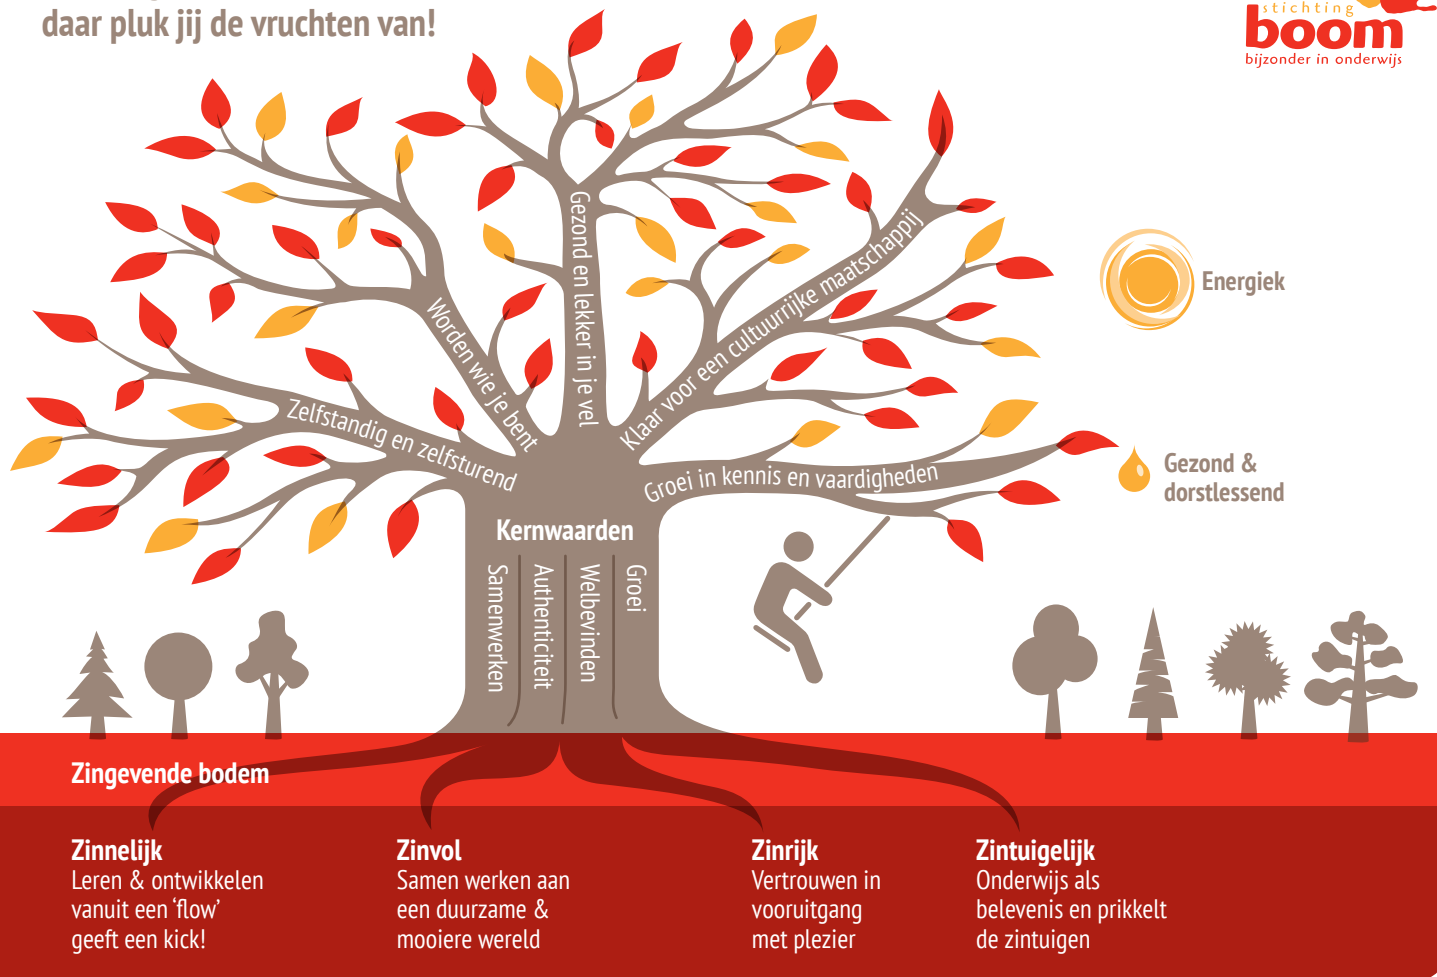 daar pluk jij de vruchten van!
stichting
boom
bijzonder in onderwijs
Gezond en lekker in je vel
Klaar voor een cultuurrijke maatschappij
Worden wie je bent
Zelfstandig en zelfsturend
Groei in kennis en vaardigheden
Energiek
Gezond &
dorstlessend
Kernwaarden
Samenwerken
Authenticiteit
Welbevinden
Groei
Zingevende bodem
Zinnelijk
Leren & ontwikkelen
vanuit een ‘flow’
geeft een kick!
Zinvol
Samen werken aan
een duurzame &
mooiere wereld
Zinrijk
Vertrouwen in
vooruitgang
met plezier
Zintuigelijk
Onderwijs als
belevenis en prikkelt
de zintuigen